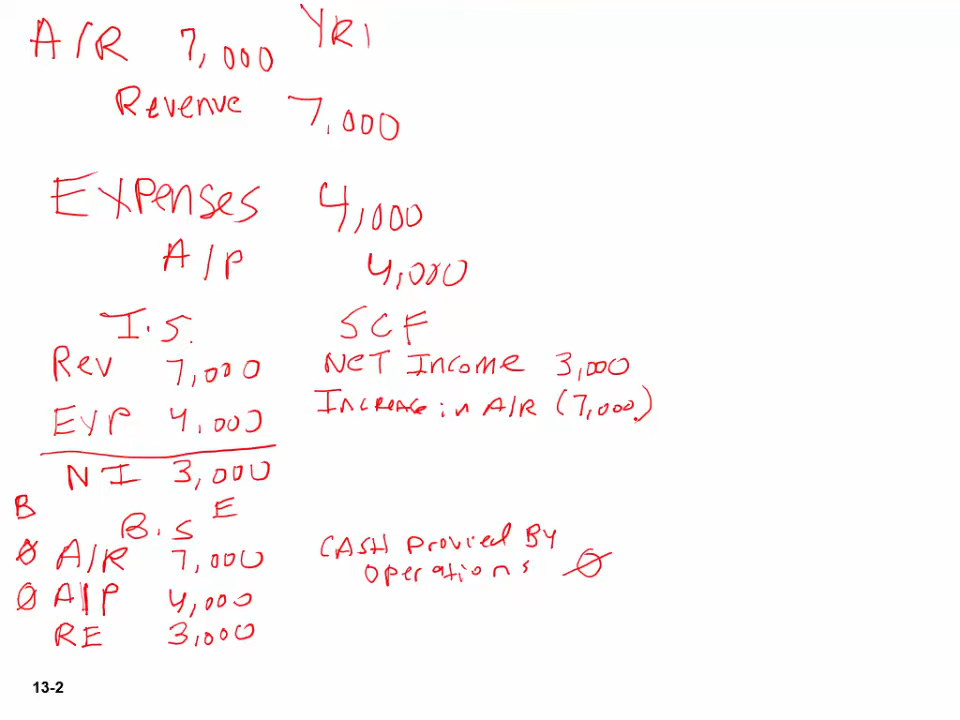 A/R 7,000 YR1
Revenue 7,000
Expenses 4,000
A/P 4,000
I.S. SCF
Rev 7,000 Net Income 3,000
EXP 4,000 Increase in A/R (7,000)
NI 3,000
B B.S E
0 A/R 7,000 CASH Provied By
0 A/P 4,000 Operations 0
RE 3,000
13-2